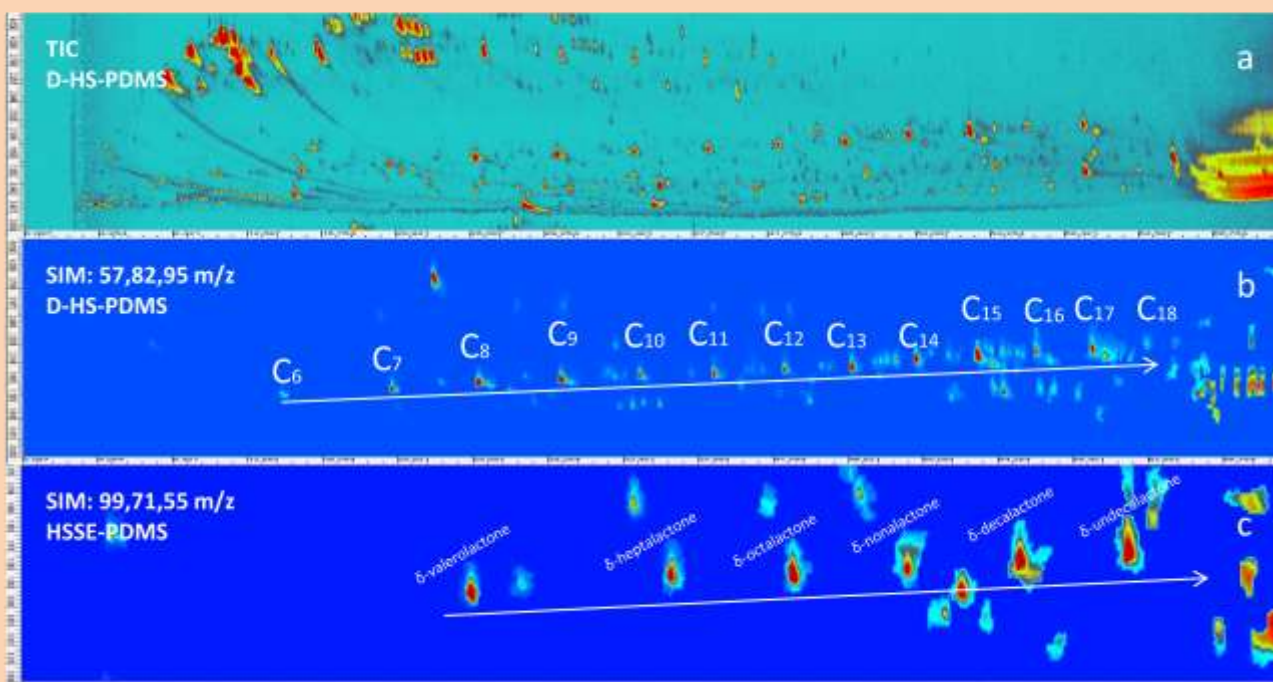 TIC
D-HS-PDMS
a
SIM: 57,82,95 m/z
D-HS-PDMS
b
C6
C7
C8
C9
C10
C11
C12
C13
C14
C15
C16
C17
C18
SIM: 99,71,55 m/z
HSSE-PDMS
c
δ-valerolactone
δ-heptalactone
δ-octalactone
δ-nonalactone
δ-decalactone
δ-undecalactone